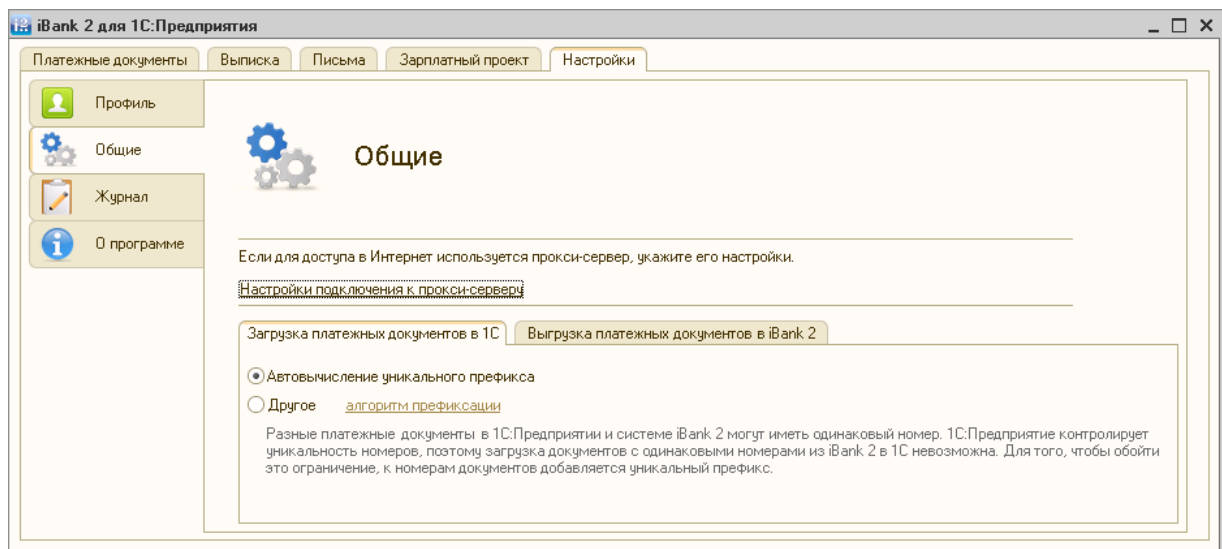 iBank 2 для 1С:Предприятия
Платежные документы Выписка Письма Зарплатный проект Настройки
Профиль
Общие
Журнал
О программе
Общие
Если для доступа в Интернет используется прокси-сервер, укажите его настройки.
Настройки подключения к прокси-серверу
Загрузка платежных документов в 1С Выгрузка платежных документов в iBank 2
Автовычисление уникального префикса
Другое алгоритм префиксации
Разные платежные документы в 1С:Предприятии и системе iBank 2 могут иметь одинаковый номер. 1С:Предприятие контролирует
уникальность номеров, поэтому загрузка документов с одинаковыми номерами из iBank 2 в 1С невозможна. Для того, чтобы обойти
это ограничение, к номерам документов добавляется уникальный префикс.